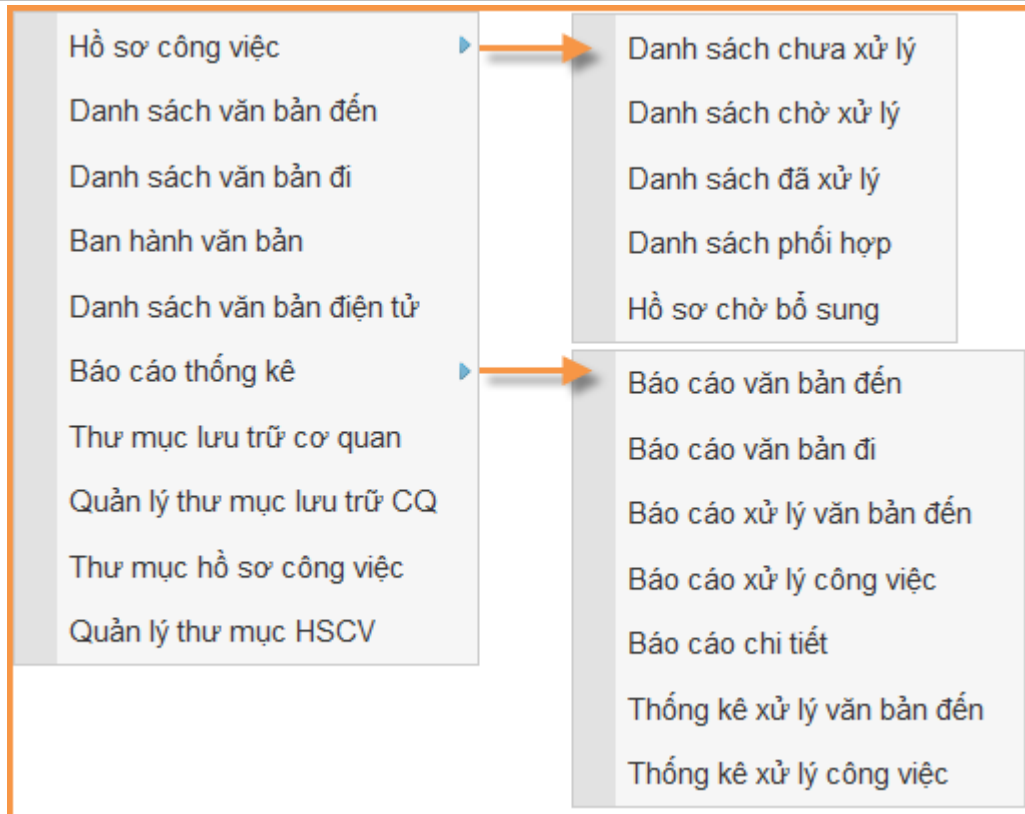 Hồ sơ công việc
Danh sách văn bản đến
Danh sách văn bản đi
Ban hành văn bản
Danh sách văn bản điện tử
Báo cáo thống kê
Thư mục lưu trữ cơ quan
Quản lý thư mục lưu trữ CQ
Thư mục hồ sơ công việc
Quản lý thư mục HSCV
Danh sách chưa xử lý
Danh sách chờ xử lý
Danh sách đã xử lý
Danh sách phối hợp
Hồ sơ chờ bổ sung
Báo cáo văn bản đến
Báo cáo văn bản đi
Báo cáo xử lý văn bản đến
Báo cáo xử lý công việc
Báo cáo chi tiết
Thống kê xử lý văn bản đến
Thống kê xử lý công việc